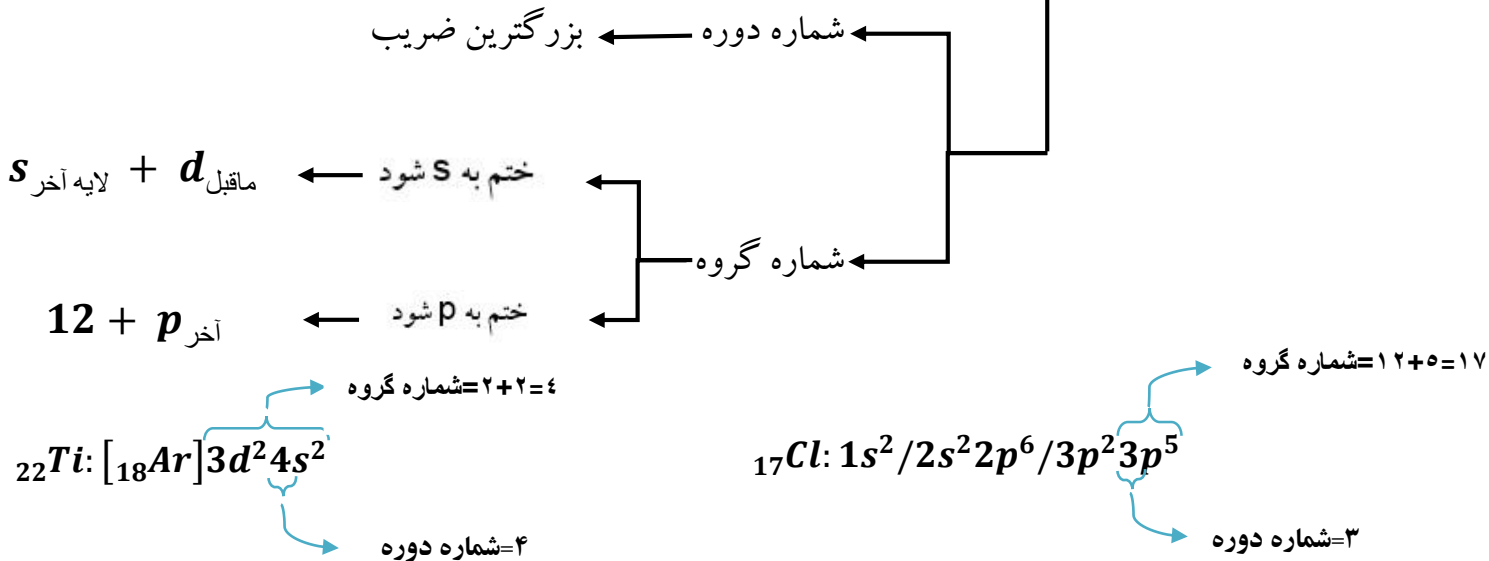 شماره دوره بزرگترین ضریب
ختم به s شود s لایه آخر + d ماقبل
شماره گروه
ختم به p شود 12 + p آخر
شماره گروه=۱۲+۵=۱۷
شماره گروه=۲+۲=٤
₂₂Ti: [₁₈Ar]3d²4s²
₁₇Cl: 1s²/2s²2p⁶/3p²3p⁵
شماره دوره=۳
شماره دوره=۴